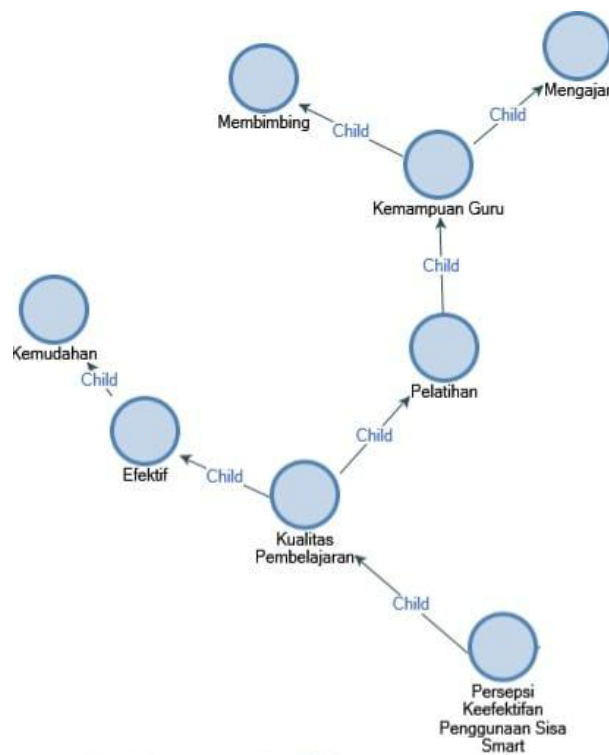 Membimbing
Mengajar
Child
Child
Kemampuan Guru
Child
Kemudahan
Child
Pelatihan
Child
Efektif
Child
Kualitas
Pembelajaran
Child
Persepsi
Keefektifan
Penggunaan Sisa
Smart